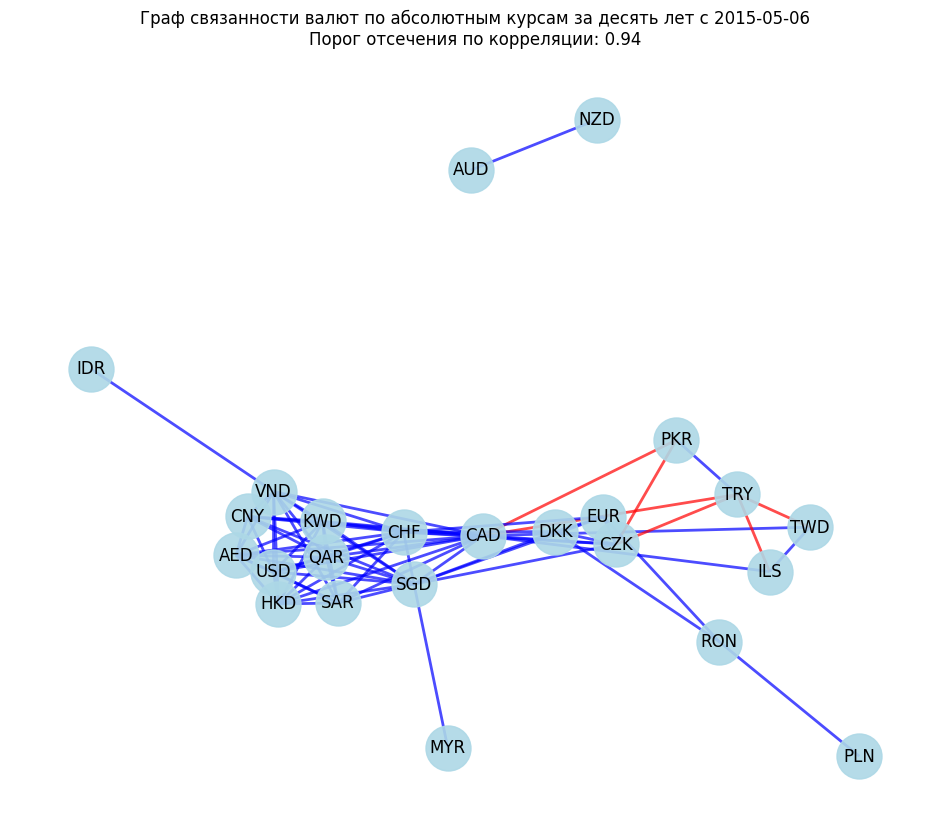 Граф связанности валют по абсолютным курсам за десять лет с 2015-05-06
Порог отсечения по корреляции: 0.94
NZD
AUD
IDR
PKR
VND
TRY
CNY
KWD
EUR
TWD
CHF
CAD
DKK
CZK
AED
QAR
USD
ILS
SGD
HKD
SAR
RON
MYR
PLN